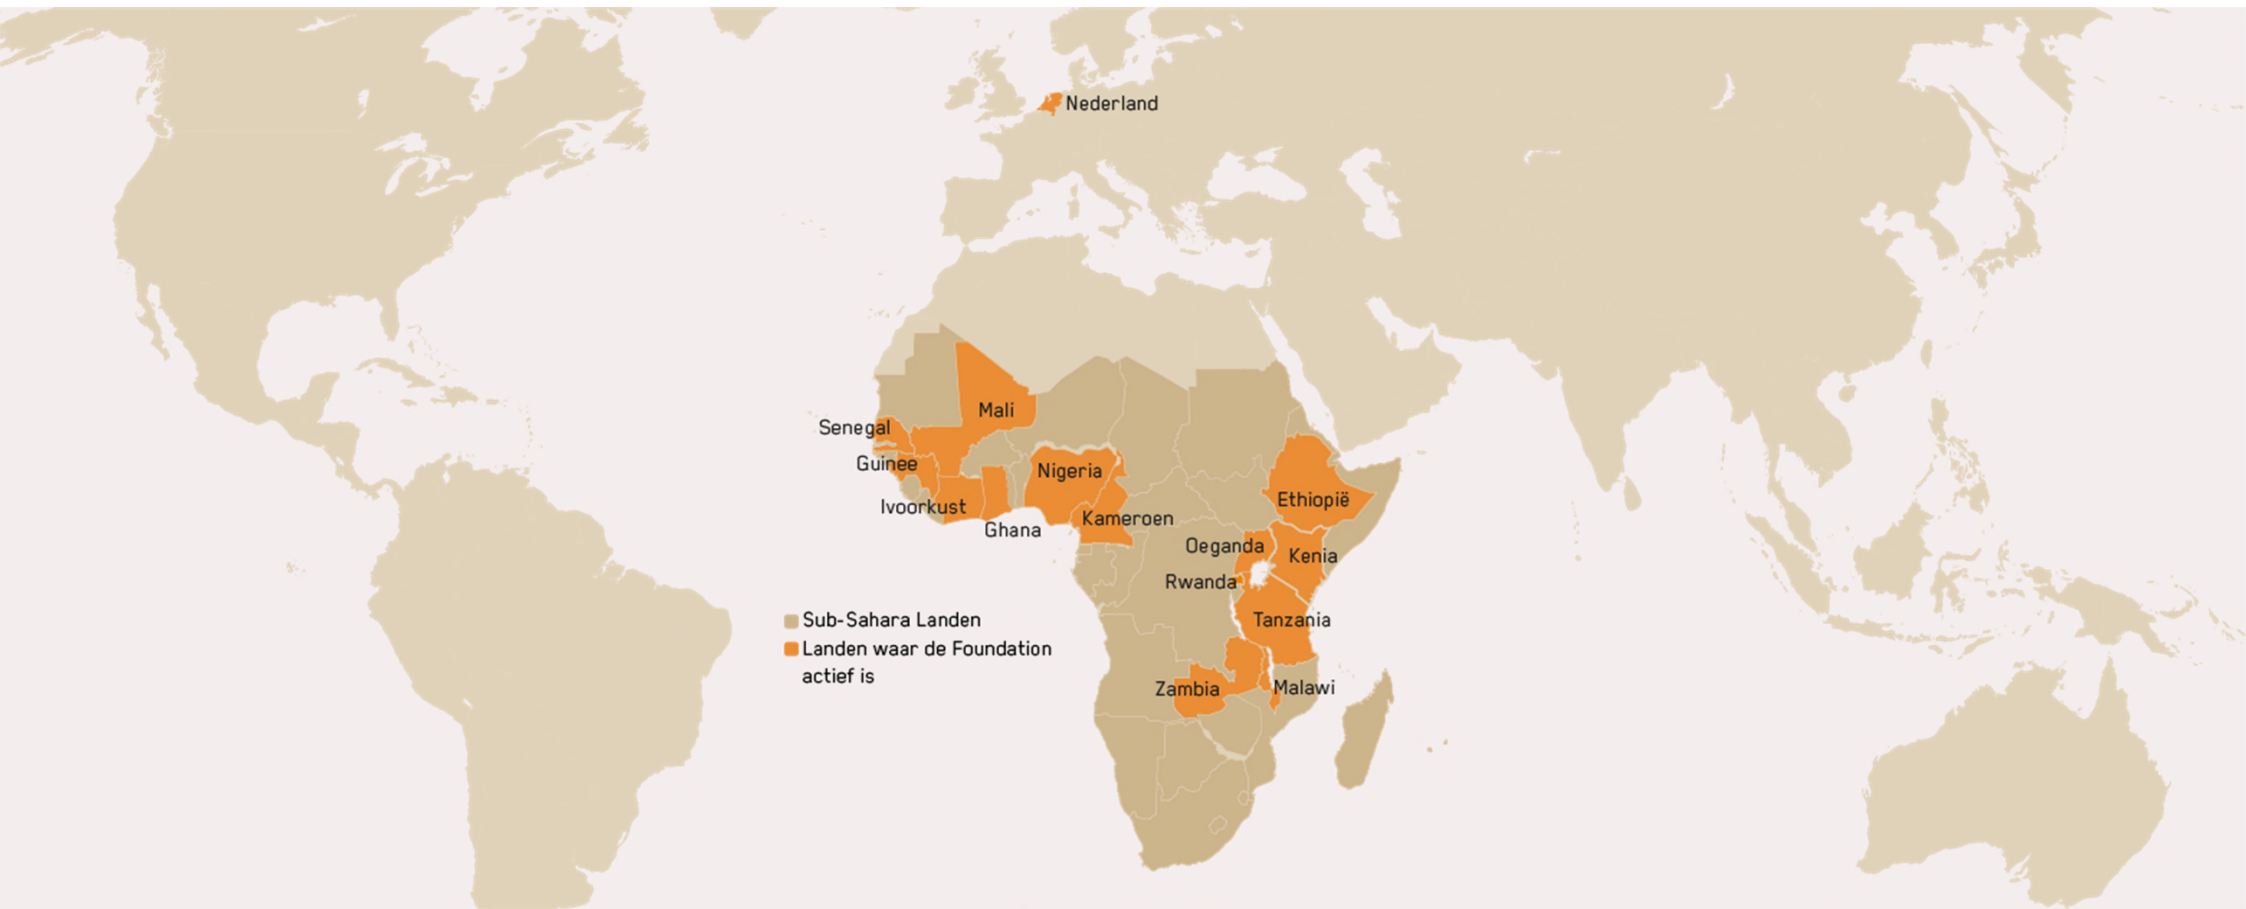 Nederland
Mali
Senegal
Guinee
Nigeria
Ivoorkust
Ghana
Kameroen
Ethiopië
Oeganda
Kenia
Rwanda
Tanzania
Zambia
Malawi
Sub-Sahara Landen
Landen waar de Foundation
actief is